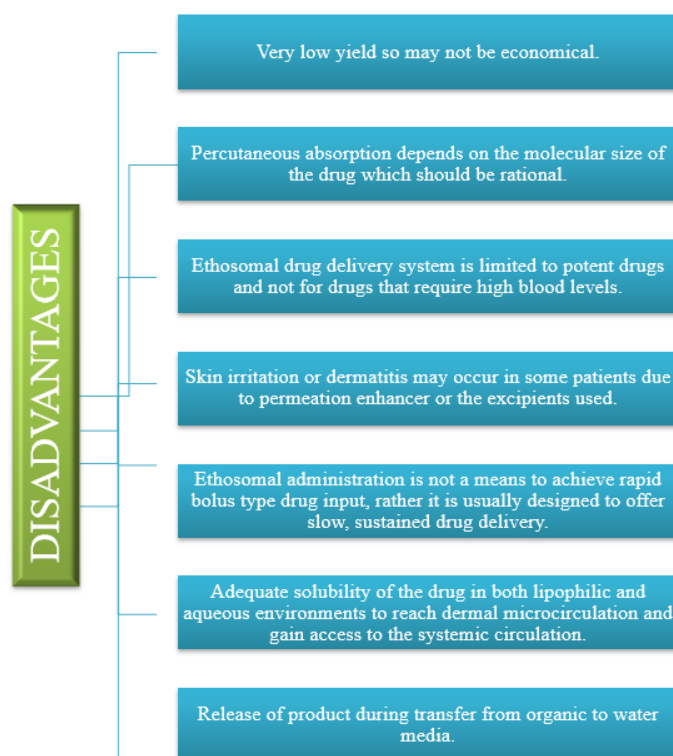 DISADVANTAGES
Very low yield so may not be economical.
Percutaneous absorption depends on the molecular size of
the drug which should be rational.
Ethosomal drug delivery system is limited to potent drugs
and not for drugs that require high blood levels.
Skin irritation or dermatitis may occur in some patients due
to permeation enhancer or the excipients used.
Ethosomal administration is not a means to achieve rapid
bolus type drug input, rather it is usually designed to offer
slow, sustained drug delivery.
Adequate solubility of the drug in both lipophilic and
aqueous environments to reach dermal microcirculation and
gain access to the systemic circulation.
Release of product during transfer from organic to water
media.